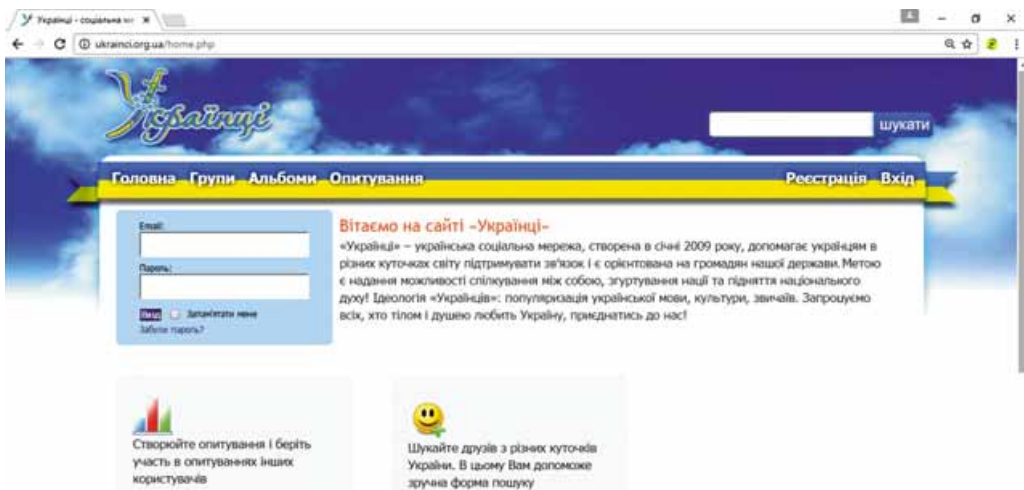 Українці - соціальна
ukrainci.org.ua/home.php
Українці
шукати
Головна Групи Альбоми Опитування Реєстрація Вхід
Email:
Пароль:
Вхід Запам'ятати мене
Забули пароль?
Вітаємо на сайті «Українці»
«Українці» – українська соціальна мережа, створена в січні 2009 року, допомагає українцям в
різних куточках світу підтримувати зв'язок і є орієнтована на громадян нашої держави. Метою
є надання можливості спілкування між собою, згуртування нації та підняття національного
духу! Ідеологія «Українців»: популяризація української мови, культури, звичаїв. Запрошуємо
всіх, хто тілом і душею любить Україну, приєднатись до нас!
Створюйте опитування і беріть
участь в опитуваннях інших
користувачів
Шукайте друзів з різних куточків
України. В цьому Вам допоможе
зручна форма пошуку